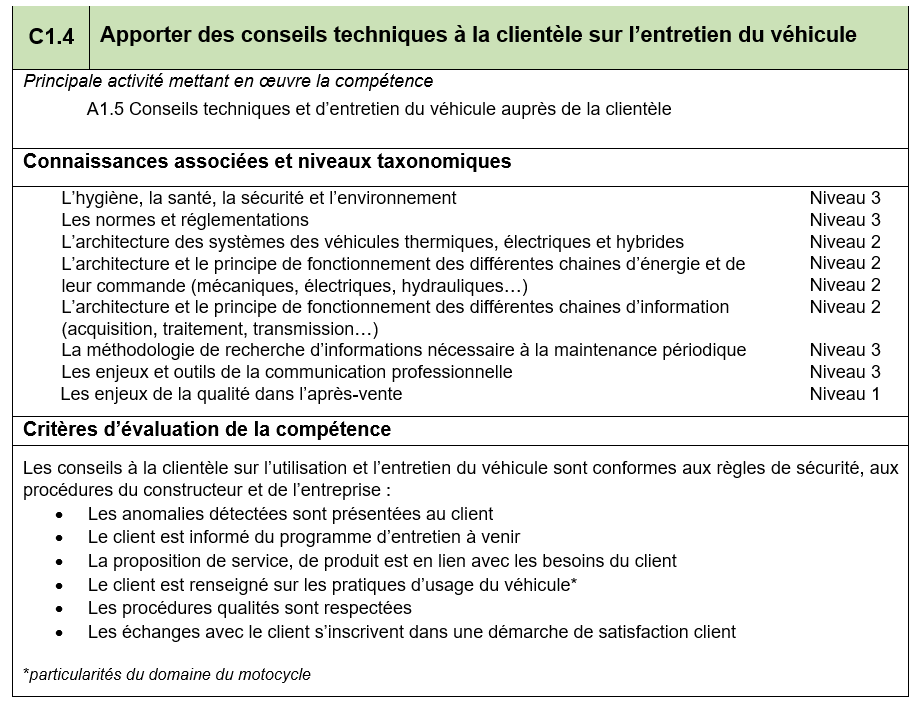 C1.4 Apporter des conseils techniques à la clientèle sur l’entretien du véhicule
Principale activité mettant en œuvre la compétence
A1.5 Conseils techniques et d’entretien du véhicule auprès de la clientèle
Connaissances associées et niveaux taxonomiques
L’hygiène, la santé, la sécurité et l’environnement Niveau 3
Les normes et réglementations Niveau 3
L’architecture des systèmes des véhicules thermiques, électriques et hybrides Niveau 2
L’architecture et le principe de fonctionnement des différentes chaines d’énergie et de Niveau 2
leur commande (mécaniques, électriques, hydrauliques…) Niveau 2
L’architecture et le principe de fonctionnement des différentes chaines d’information Niveau 2
(acquisition, traitement, transmission…)
La méthodologie de recherche d’informations nécessaire à la maintenance périodique Niveau 3
Les enjeux et outils de la communication professionnelle Niveau 3
Les enjeux de la qualité dans l’après-vente Niveau 1
Critères d’évaluation de la compétence
Les conseils à la clientèle sur l’utilisation et l’entretien du véhicule sont conformes aux règles de sécurité, aux
procédures du constructeur et de l’entreprise :
• Les anomalies détectées sont présentées au client
• Le client est informé du programme d’entretien à venir
• La proposition de service, de produit est en lien avec les besoins du client
• Le client est renseigné sur les pratiques d’usage du véhicule*
• Les procédures qualités sont respectées
• Les échanges avec le client s’inscrivent dans une démarche de satisfaction client
*particularités du domaine du motocycle